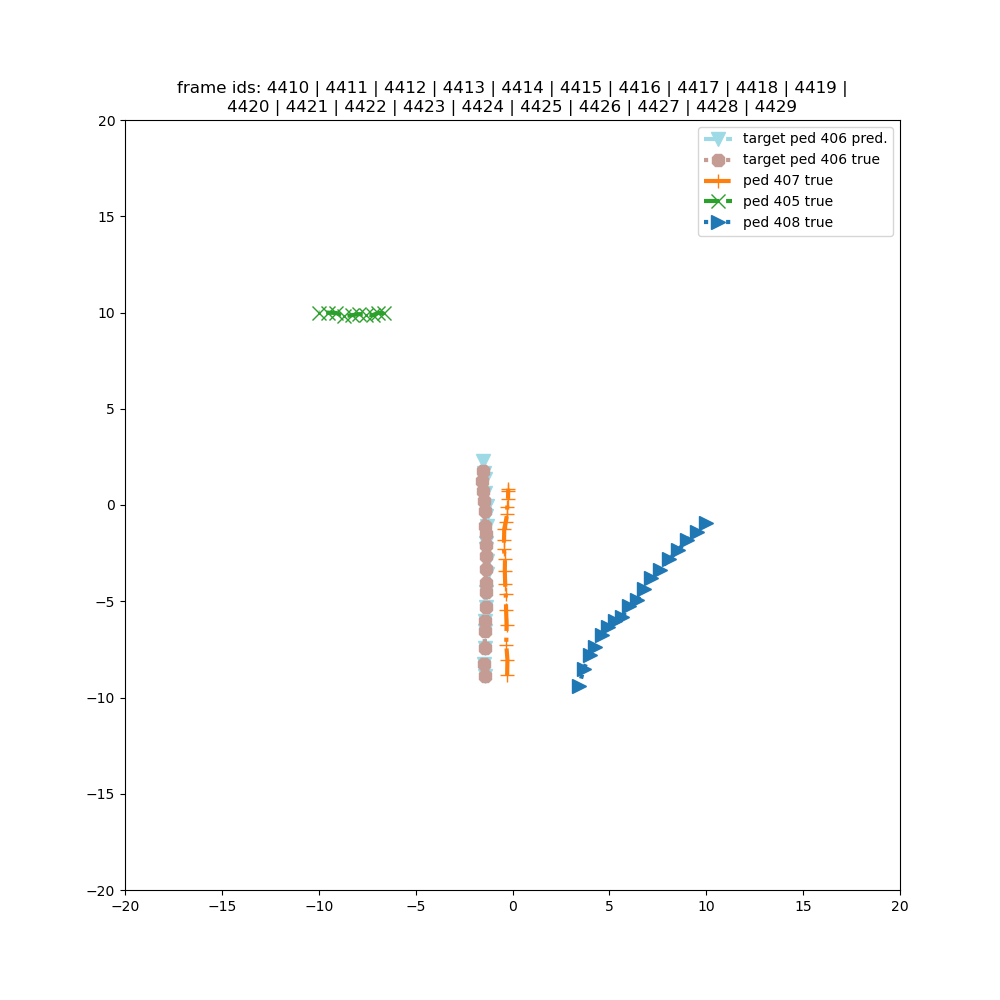 frame ids: 4410 | 4411 | 4412 | 4413 | 4414 | 4415 | 4416 | 4417 | 4418 | 4419 |
4420 | 4421 | 4422 | 4423 | 4424 | 4425 | 4426 | 4427 | 4428 | 4429
target ped 406 pred.
target ped 406 true
ped 407 true
ped 405 true
ped 408 true
20
15
10
5
0
−5
−10
−15
−20
−20 −15 −10 −5 0 5 10 15 20